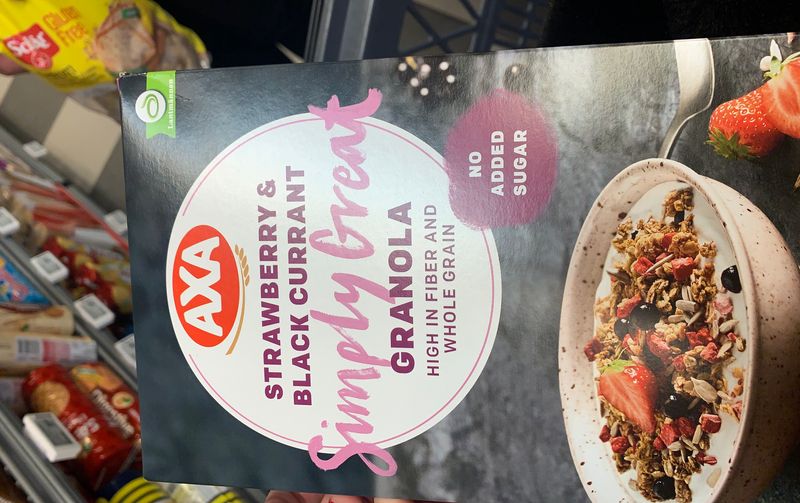 Lantmännen
AXA
STRAWBERRY &
BLACK CURRANT
Simply Great
GRANOLA
HIGH IN FIBER AND
WHOLE GRAIN
NO
ADDED
SUGAR
Schär
Gluten
Free